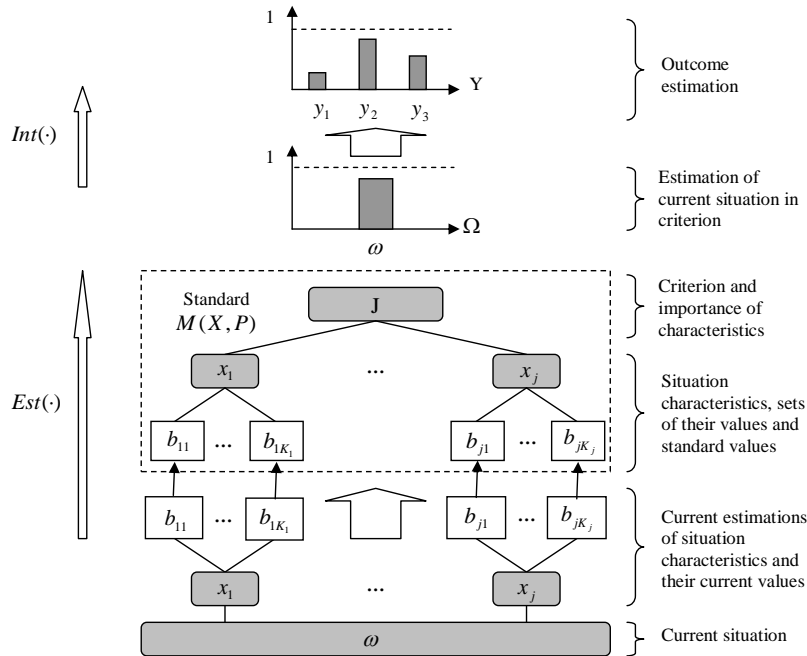 1
Y
y1 y2 y3
Outcome
estimation
Int(·)
1
Ω
ω
Estimation of
current situation in
criterion
Standard
M(X,P)
J
Criterion and
importance of
characteristics
Est(·)
x1 ... xj
b11 ... b1K1 bj1 ... bjKj
Situation
characteristics, sets
of their values and
standard values
b11 ... b1K1 bj1 ... bjKj
x1 ... xj
Current estimations
of situation
characteristics and
their current values
ω
Current situation